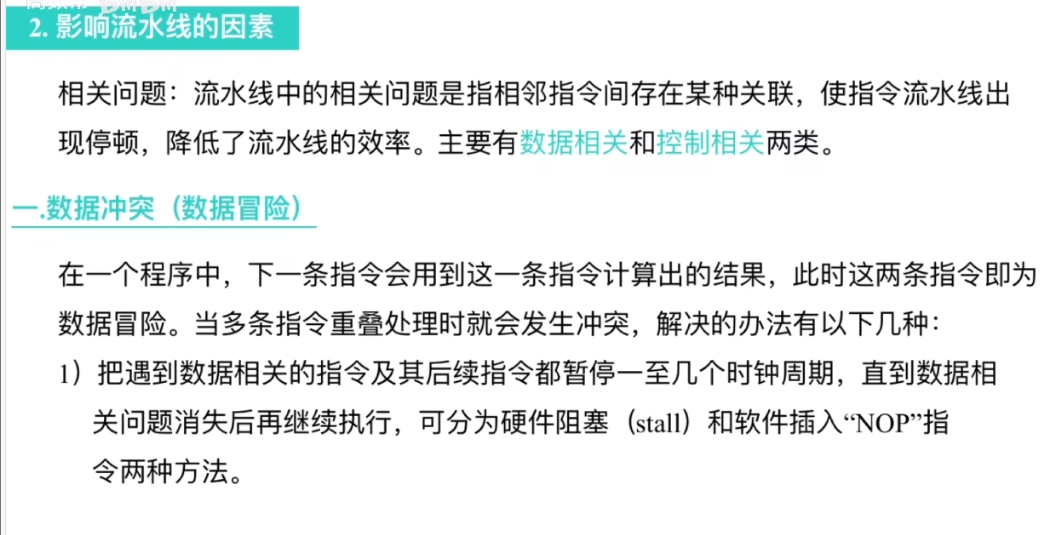 2. 影响流水线的因素
相关问题：流水线中的相关问题是指相邻指令间存在某种关联，使指令流水线出
现停顿，降低了流水线的效率。主要有数据相关和控制相关两类。
一.数据冲突（数据冒险）
在一个程序中，下一条指令会用到这一条指令计算出的结果，此时这两条指令即为
数据冒险。当多条指令重叠处理时就会发生冲突，解决的办法有以下几种：
1）把遇到数据相关的指令及其后续指令都暂停一至几个时钟周期，直到数据相
关问题消失后再继续执行，可分为硬件阻塞（stall）和软件插入“NOP”指
令两种方法。